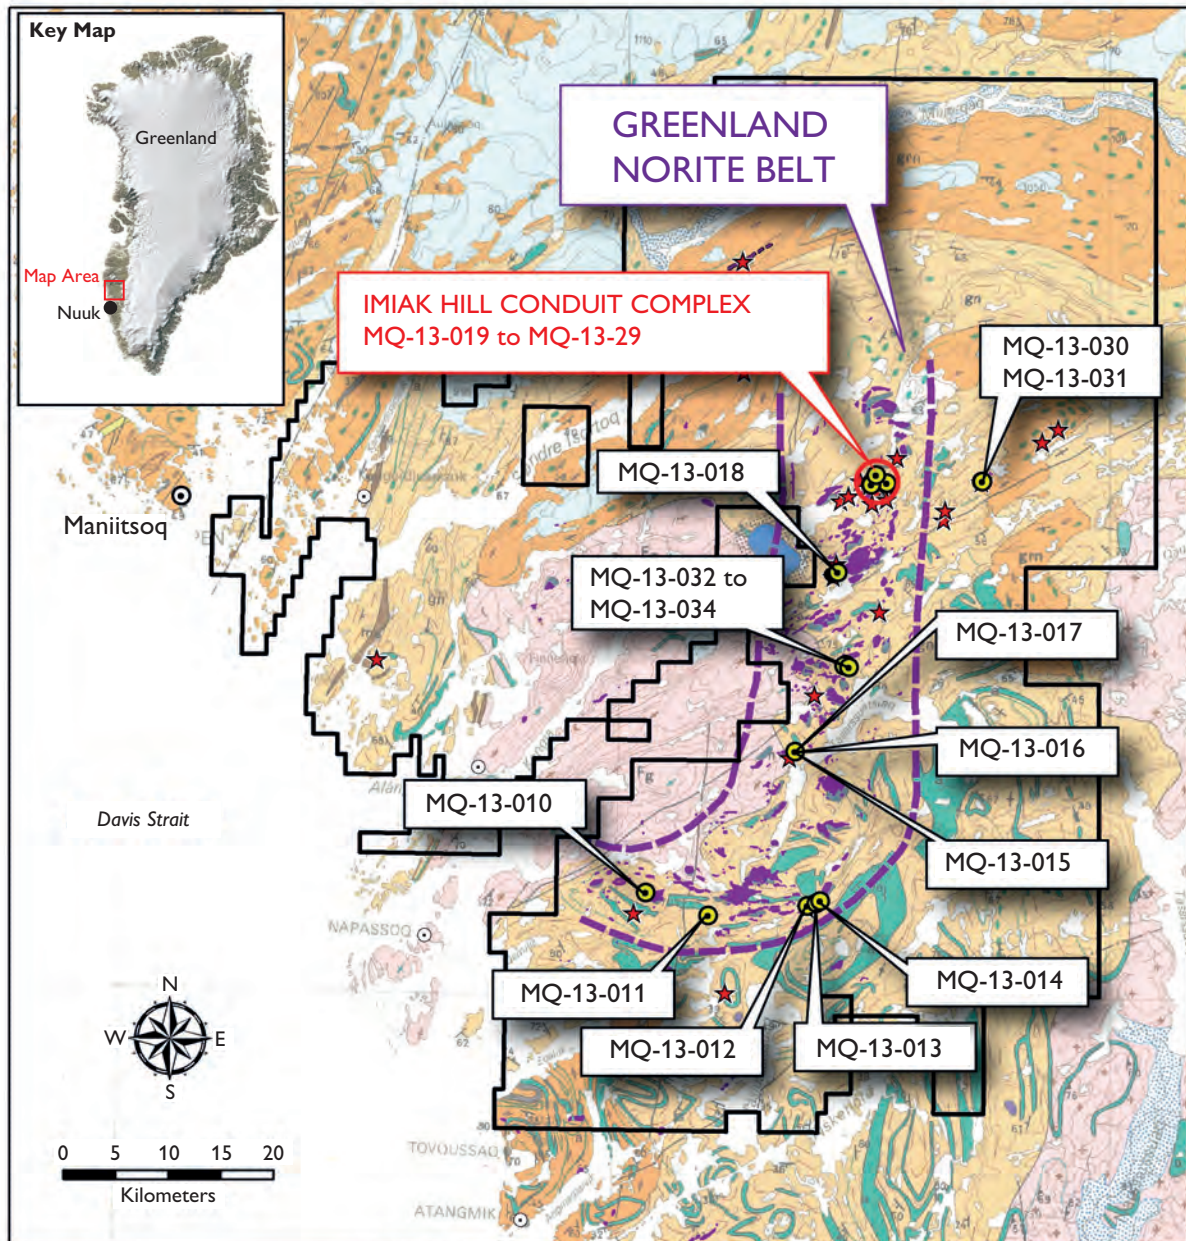 Key Map
Greenland
Map Area
Nuuk
GREENLAND
NORITE BELT
IMIAK HILL CONDUIT COMPLEX
MQ-13-019 to MQ-13-29
MQ-13-030
MQ-13-031
MQ-13-018
Maniitsoq
MQ-13-032 to
MQ-13-034
MQ-13-017
MQ-13-016
MQ-13-010
Davis Strait
MQ-13-015
NAPASSOQ
MQ-13-014
MQ-13-011
MQ-13-012
MQ-13-013
N
W
E
S
0 5 10 15 20
Kilometers
TOVOUSSAQ
ATANGMIK